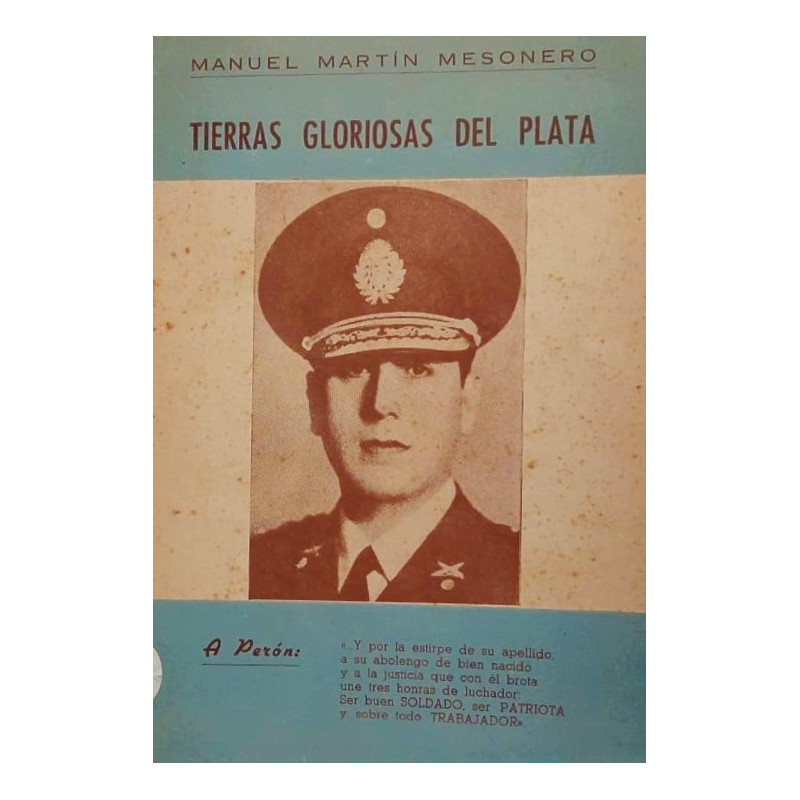 MANUEL MARTÍN MESONERO
TIERRAS GLORIOSAS DEL PLATA
A Perón:
«...Y por la estirpe de su apellido,
a su abolengo de bien nacido
y a la justicia que con él brota
une tres honras de luchador:
Ser buen SOLDADO, ser PATRIOTA
y, sobre todo TRABAJADOR».